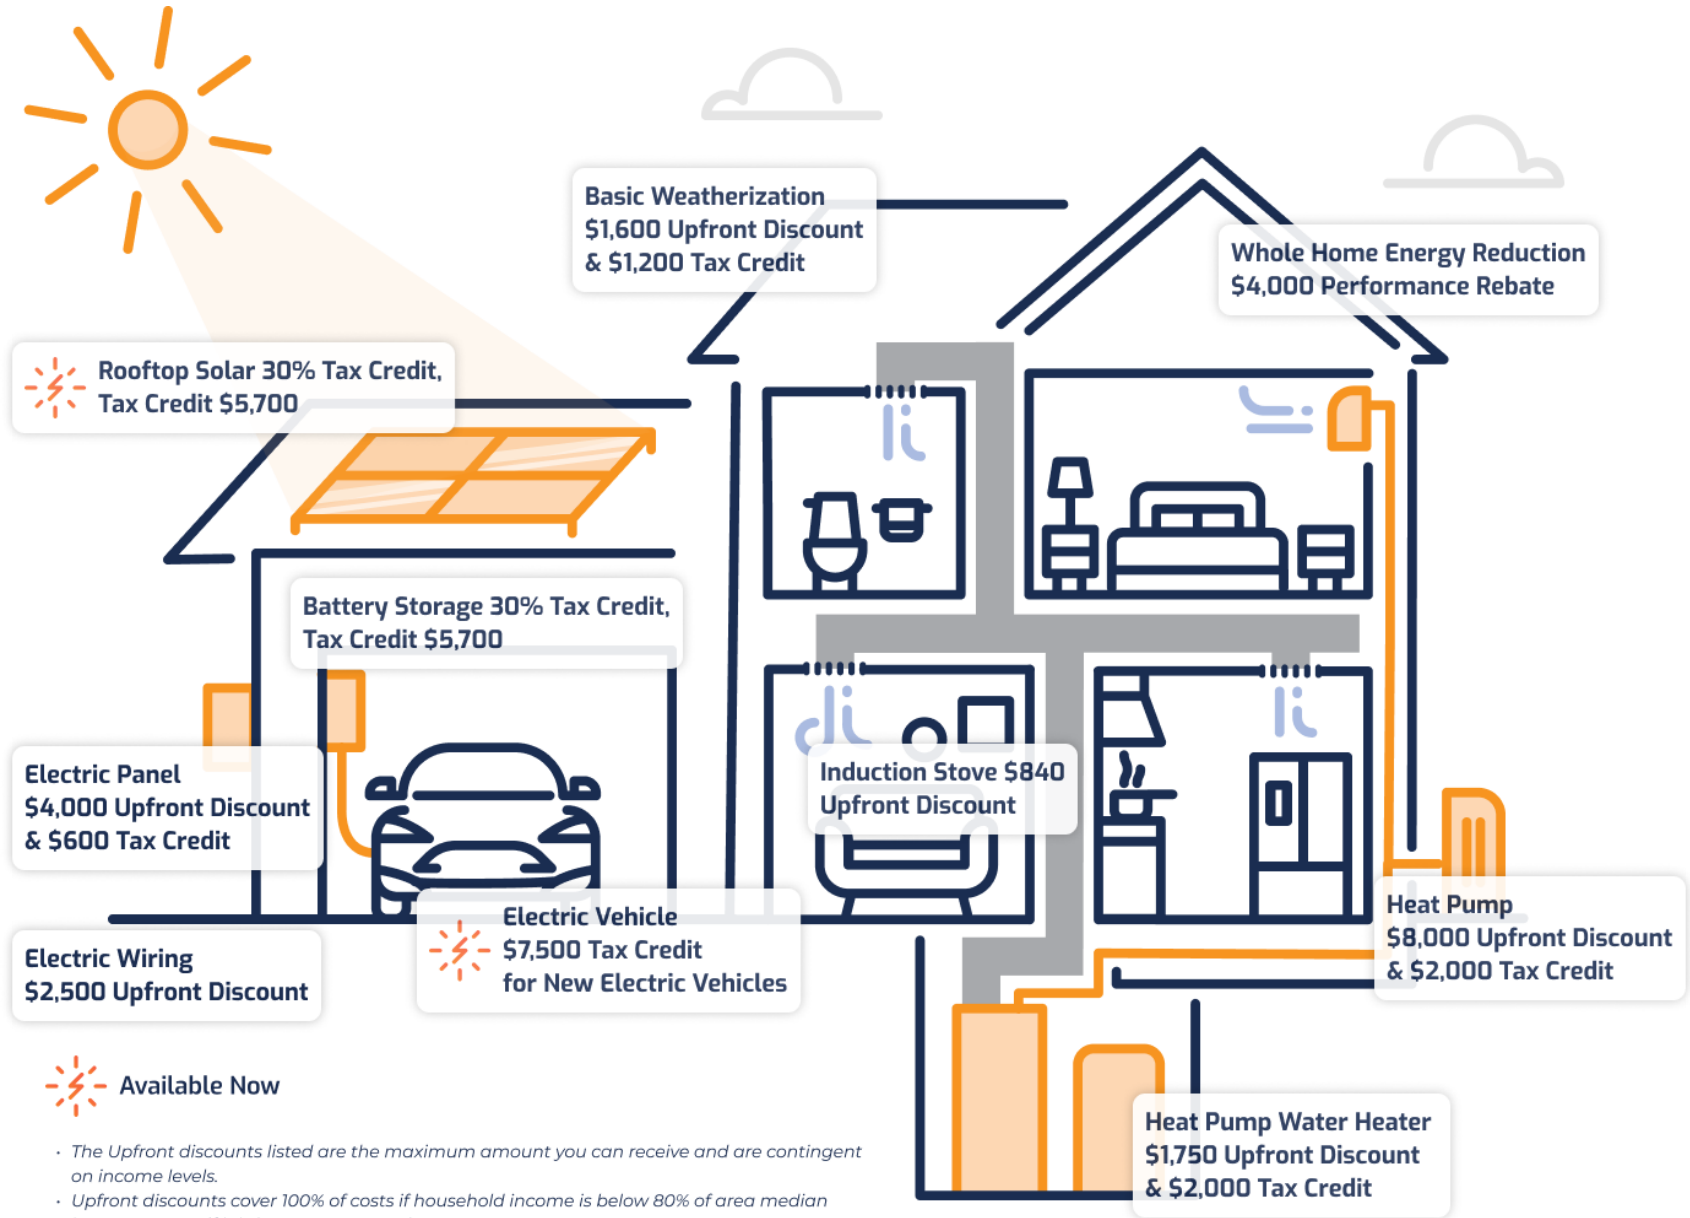 Basic Weatherization
$1,600 Upfront Discount
& $1,200 Tax Credit
Whole Home Energy Reduction
$4,000 Performance Rebate
Rooftop Solar 30% Tax Credit,
Tax Credit $5,700
Battery Storage 30% Tax Credit,
Tax Credit $5,700
Electric Panel
$4,000 Upfront Discount
& $600 Tax Credit
Induction Stove $840
Upfront Discount
Electric Vehicle
$7,500 Tax Credit
for New Electric Vehicles
Heat Pump
$8,000 Upfront Discount
& $2,000 Tax Credit
Electric Wiring
$2,500 Upfront Discount
Available Now
Heat Pump Water Heater
$1,750 Upfront Discount
& $2,000 Tax Credit
• The Upfront discounts listed are the maximum amount you can receive and are contingent
on income levels.
• Upfront discounts cover 100% of costs if household income is below 80% of area median